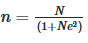 n = N / (1+Ne²)